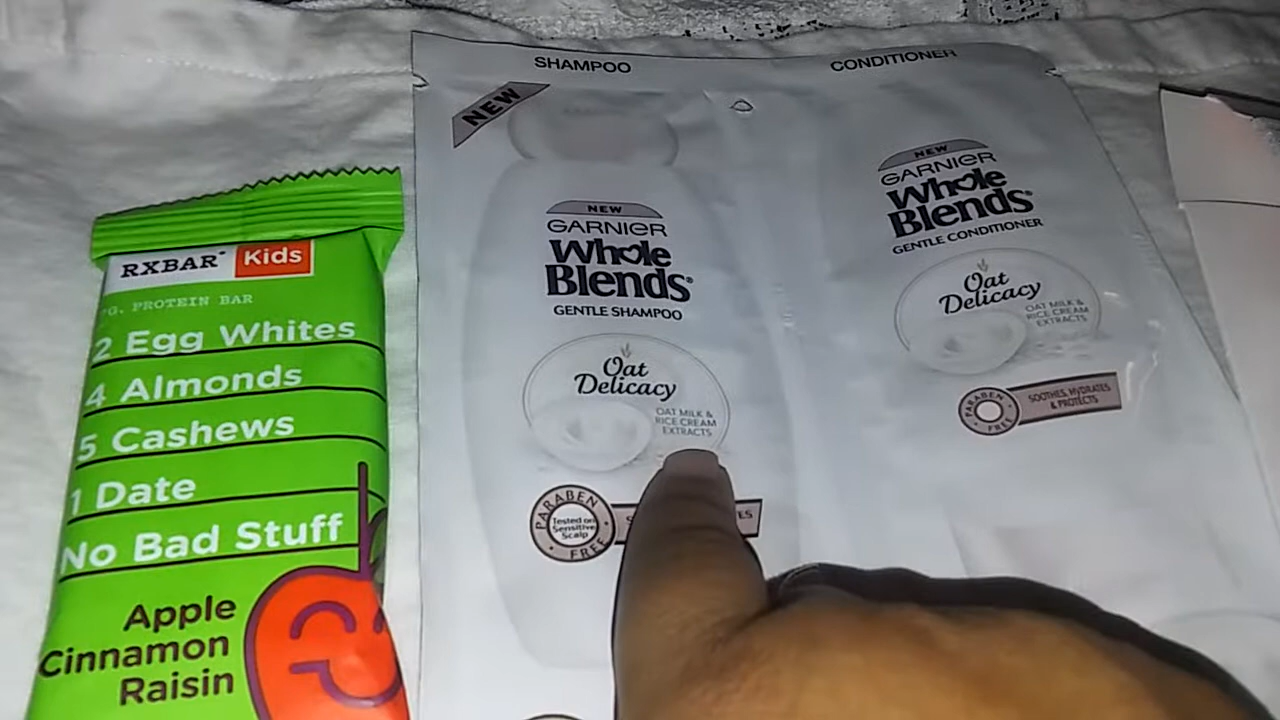 RXBAR Kids
G. PROTEIN BAR
2 Egg Whites
4 Almonds
5 Cashews
1 Date
No Bad Stuff
Apple
Cinnamon
Raisin
SHAMPOO
NEW
NEW
GARNIER
Whole
Blends®
GENTLE SHAMPOO
Oat
Delicacy
OAT MILK &
RICE CREAM
EXTRACTS
PARABEN
FREE
Tested on
Sensitive
Scalp
CONDITIONER
NEW
GARNIER
Whole
Blends®
GENTLE CONDITIONER
Oat
Delicacy
OAT MILK &
RICE CREAM
EXTRACTS
PARABEN
FREE
SOOTHES, HYDRATES
& PROTECTS